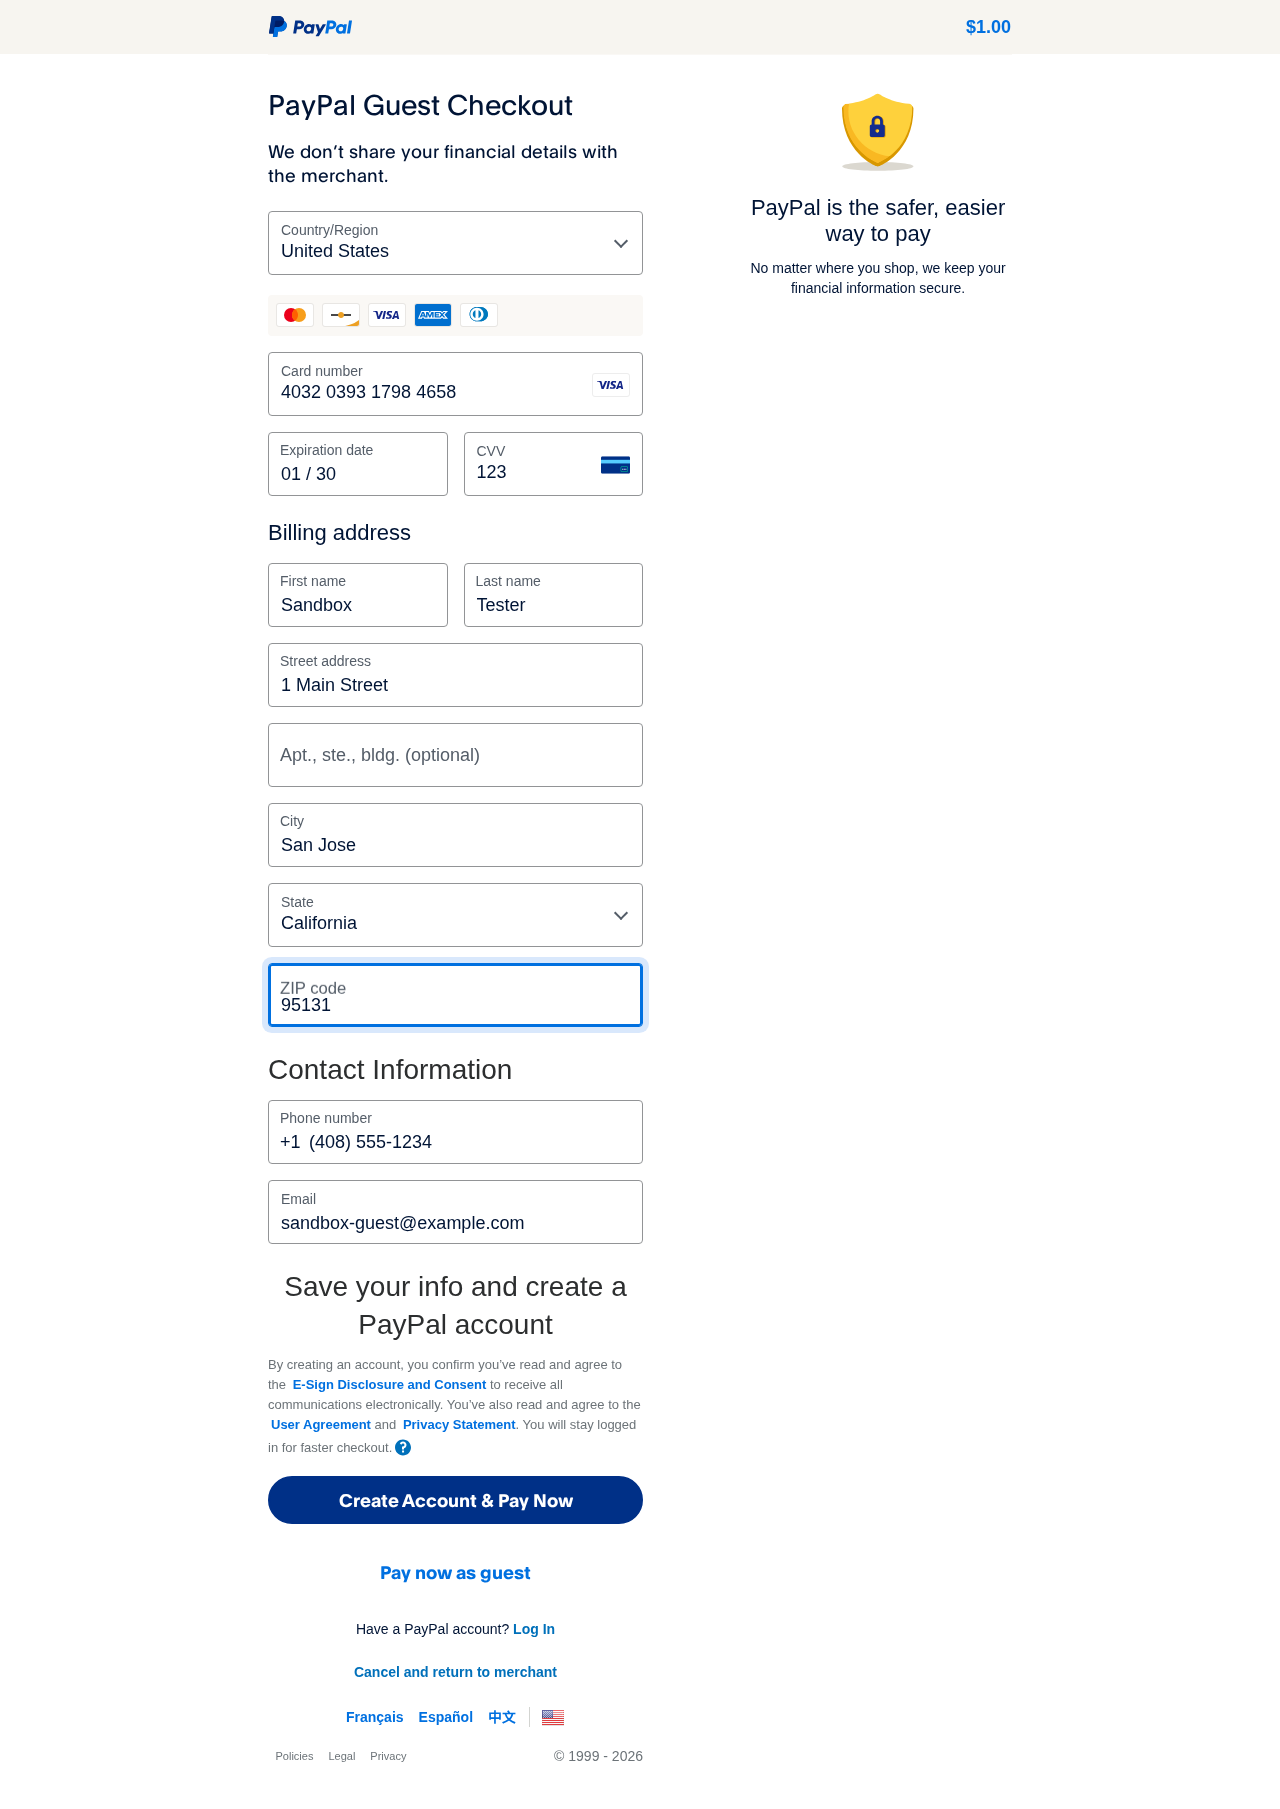 PayPal
$1.00
PayPal Guest Checkout
We don’t share your financial details with
the merchant.
Country/Region
United States
VISA
AMEX
Card number
4032 0393 1798 4658
VISA
Expiration date
01 / 30
CVV
123
Billing address
First name
Sandbox
Last name
Tester
Street address
1 Main Street
Apt., ste., bldg. (optional)
City
San Jose
State
California
ZIP code
95131
Contact Information
Phone number
+1 (408) 555-1234
Email
sandbox-guest@example.com
Save your info and create a
PayPal account
By creating an account, you confirm you’ve read and agree to
the E-Sign Disclosure and Consent to receive all
communications electronically. You’ve also read and agree to the
User Agreement and Privacy Statement. You will stay logged
in for faster checkout. ?
Create Account & Pay Now
Pay now as guest
Have a PayPal account? Log In
Cancel and return to merchant
Français Español 中文
Policies Legal Privacy © 1999 - 2026
PayPal is the safer, easier
way to pay
No matter where you shop, we keep your
financial information secure.